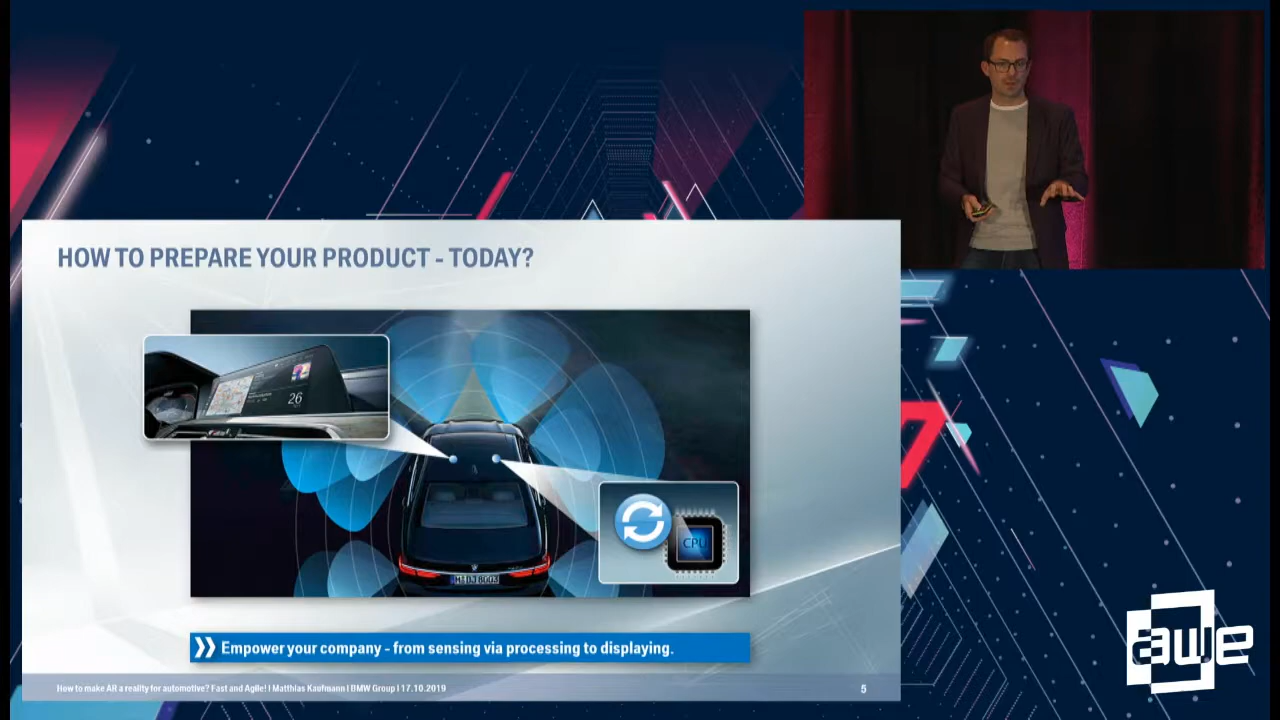 HOW TO PREPARE YOUR PRODUCT - TODAY?
26
CPU
Empower your company - from sensing via processing to displaying.
How to make AR a reality for automotive? Fast and Agile! I Matthias Kaufmann I BMW Group I 17.10.2019
5
awe